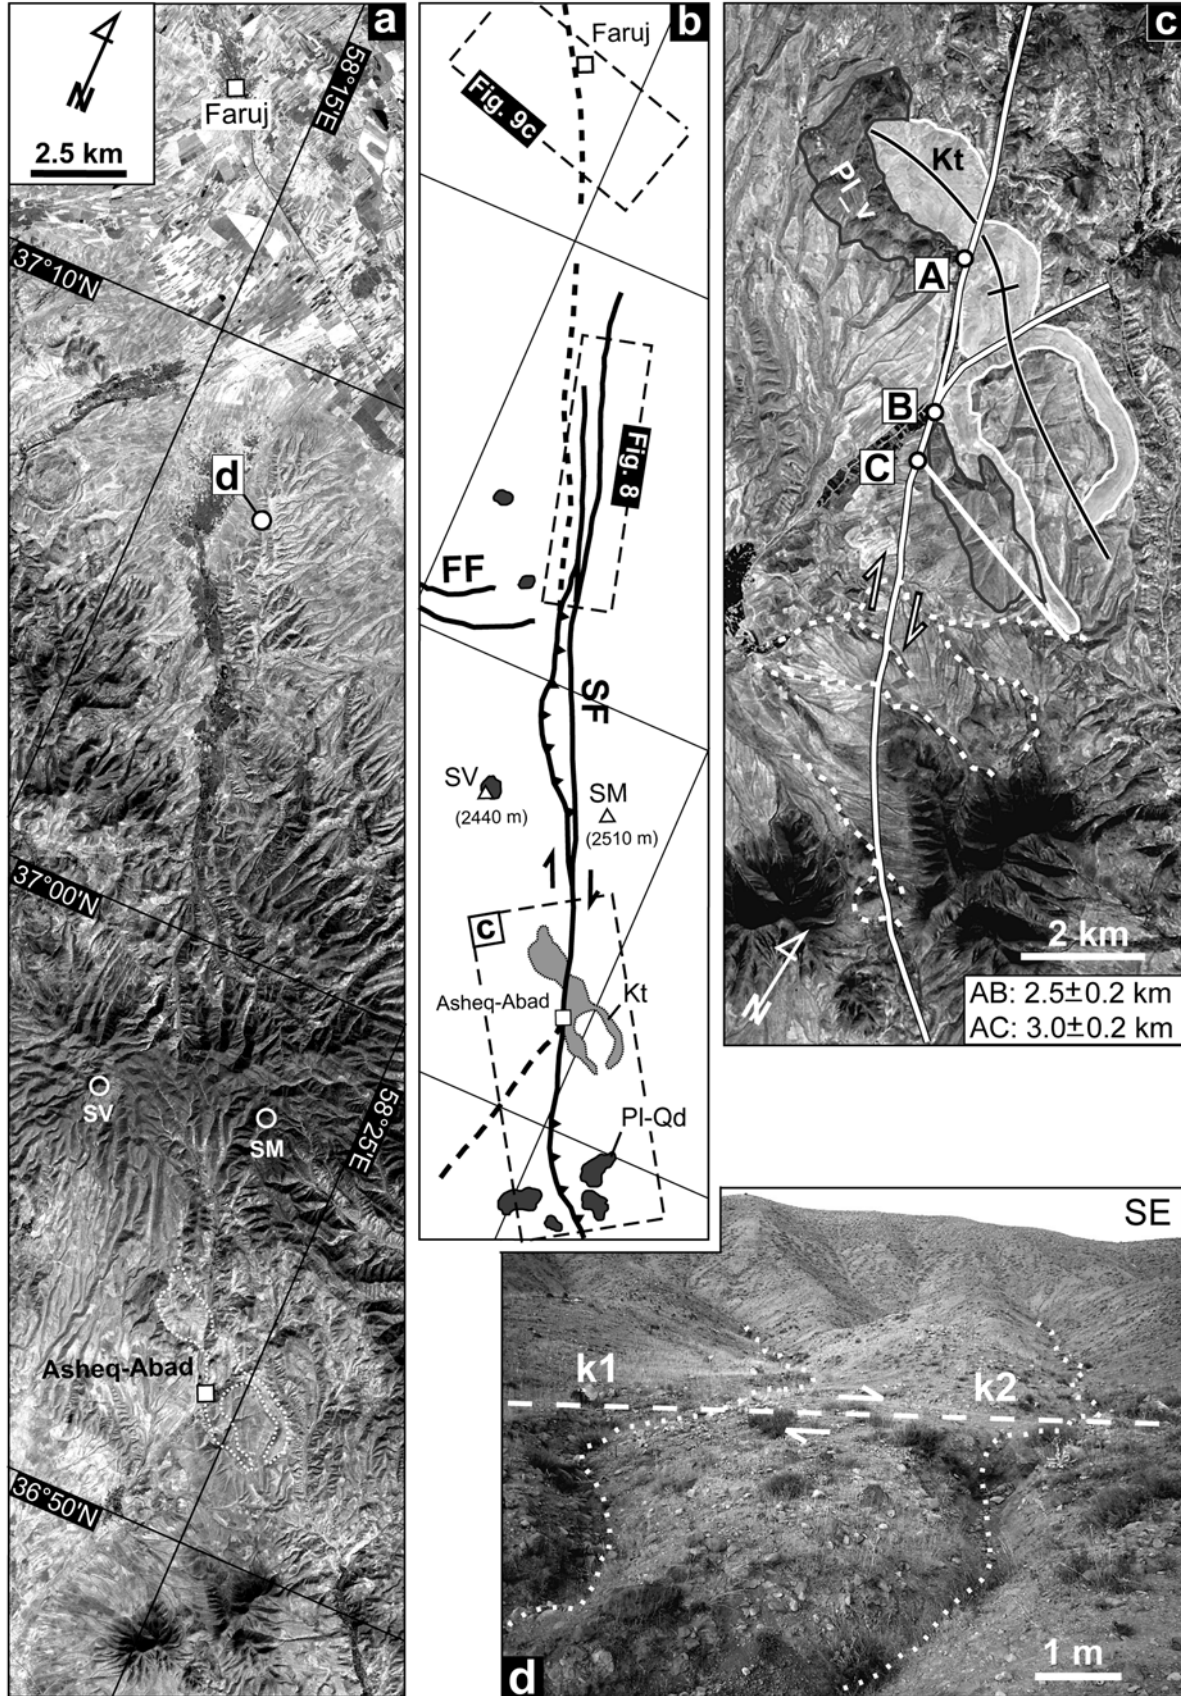 a
N
2.5 km
Faruj
58°15'E
37°10'N
d
37°00'N
SV
SM
58°25'E
Asheq-Abad
36°50'N
b
Faruj
Fig. 9c
Fig. 8
FF
SF
SV
(2440 m)
SM
(2510 m)
c
Asheq-Abad
Kt
Pl-Qd
c
Kt
Pl_v
A
B
C
N
2 km
AB: 2.5±0.2 km
AC: 3.0±0.2 km
SE
k1
k2
d
1 m